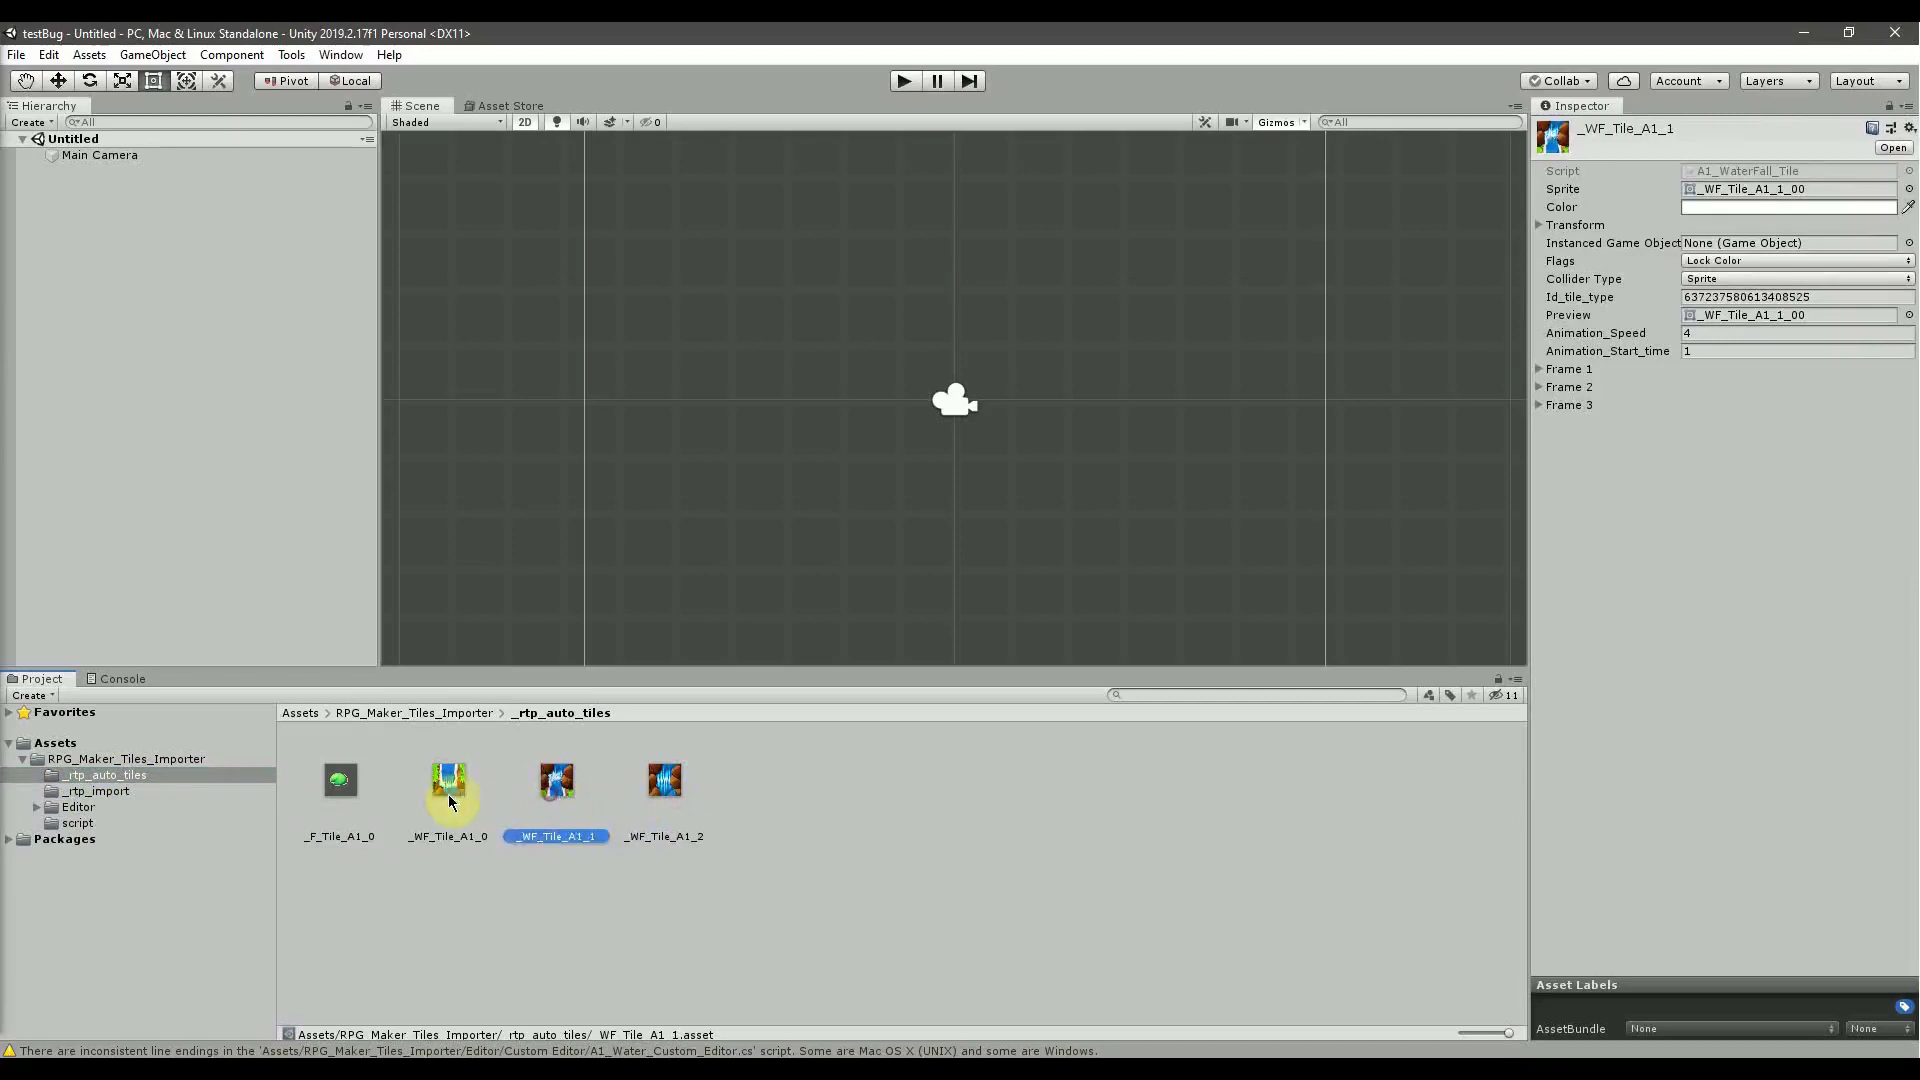 testBug - Untitled - PC, Mac & Linux Standalone - Unity 2019.2.17f1 Personal <DX11>
File Edit Assets GameObject Component Tools Window Help
Pivot Local
Collab Account Layers Layout
Hierarchy
Create All
Untitled
Main Camera
Scene Asset Store
Shaded 2D 0 Gizmos All
Inspector
_WF_Tile_A1_1
Open
Script A1_WaterFall_Tile
Sprite _WF_Tile_A1_1_00
Color
Transform
Instanced Game Object None (Game Object)
Flags Lock Color
Collider Type Sprite
Id_tile_type 637237580613408525
Preview _WF_Tile_A1_1_00
Animation_Speed 4
Animation_Start_time 1
Frame 1
Frame 2
Frame 3
Project Console
Create 11
Favorites
Assets
RPG_Maker_Tiles_Importer
_rtp_auto_tiles
_rtp_import
Editor
script
Packages
Assets > RPG_Maker_Tiles_Importer > _rtp_auto_tiles
_F_Tile_A1_0 _WF_Tile_A1_0 _WF_Tile_A1_1 _WF_Tile_A1_2
Assets/RPG_Maker_Tiles_Importer/_rtp_auto_tiles/_WF_Tile_A1_1.asset
Asset Labels
AssetBundle None None
There are inconsistent line endings in the 'Assets/RPG_Maker_Tiles_Importer/Editor/Custom Editor/A1_Water_Custom_Editor.cs' script. Some are Mac OS X (UNIX) and some are Windows.